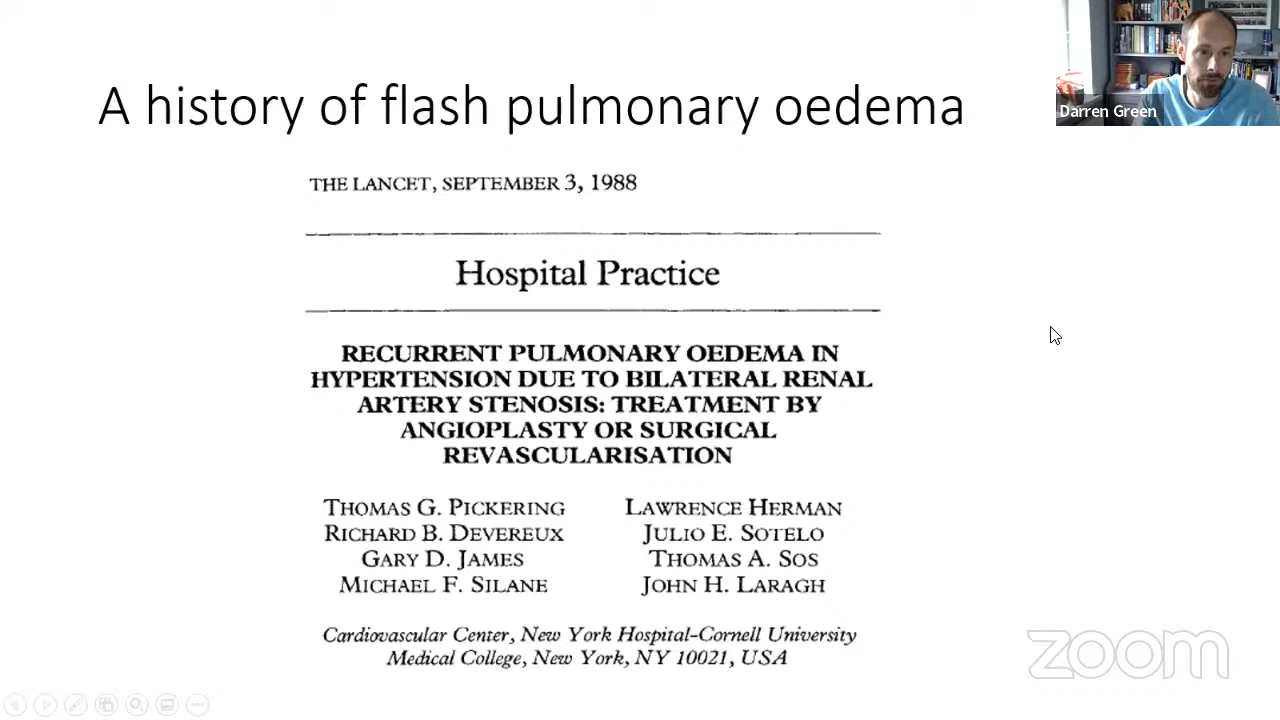 A history of flash pulmonary oedema
Darren Green
THE LANCET, SEPTEMBER 3, 1988
Hospital Practice
RECURRENT PULMONARY OEDEMA IN
HYPERTENSION DUE TO BILATERAL RENAL
ARTERY STENOSIS: TREATMENT BY
ANGIOPLASTY OR SURGICAL
REVASCULARISATION
THOMAS G. PICKERING
RICHARD B. DEVEREUX
GARY D. JAMES
MICHAEL F. SILANE
LAWRENCE HERMAN
JULIO E. SOTELO
THOMAS A. SOS
JOHN H. LARAGH
Cardiovascular Center, New York Hospital-Cornell University
Medical College, New York, NY 10021, USA
zoom